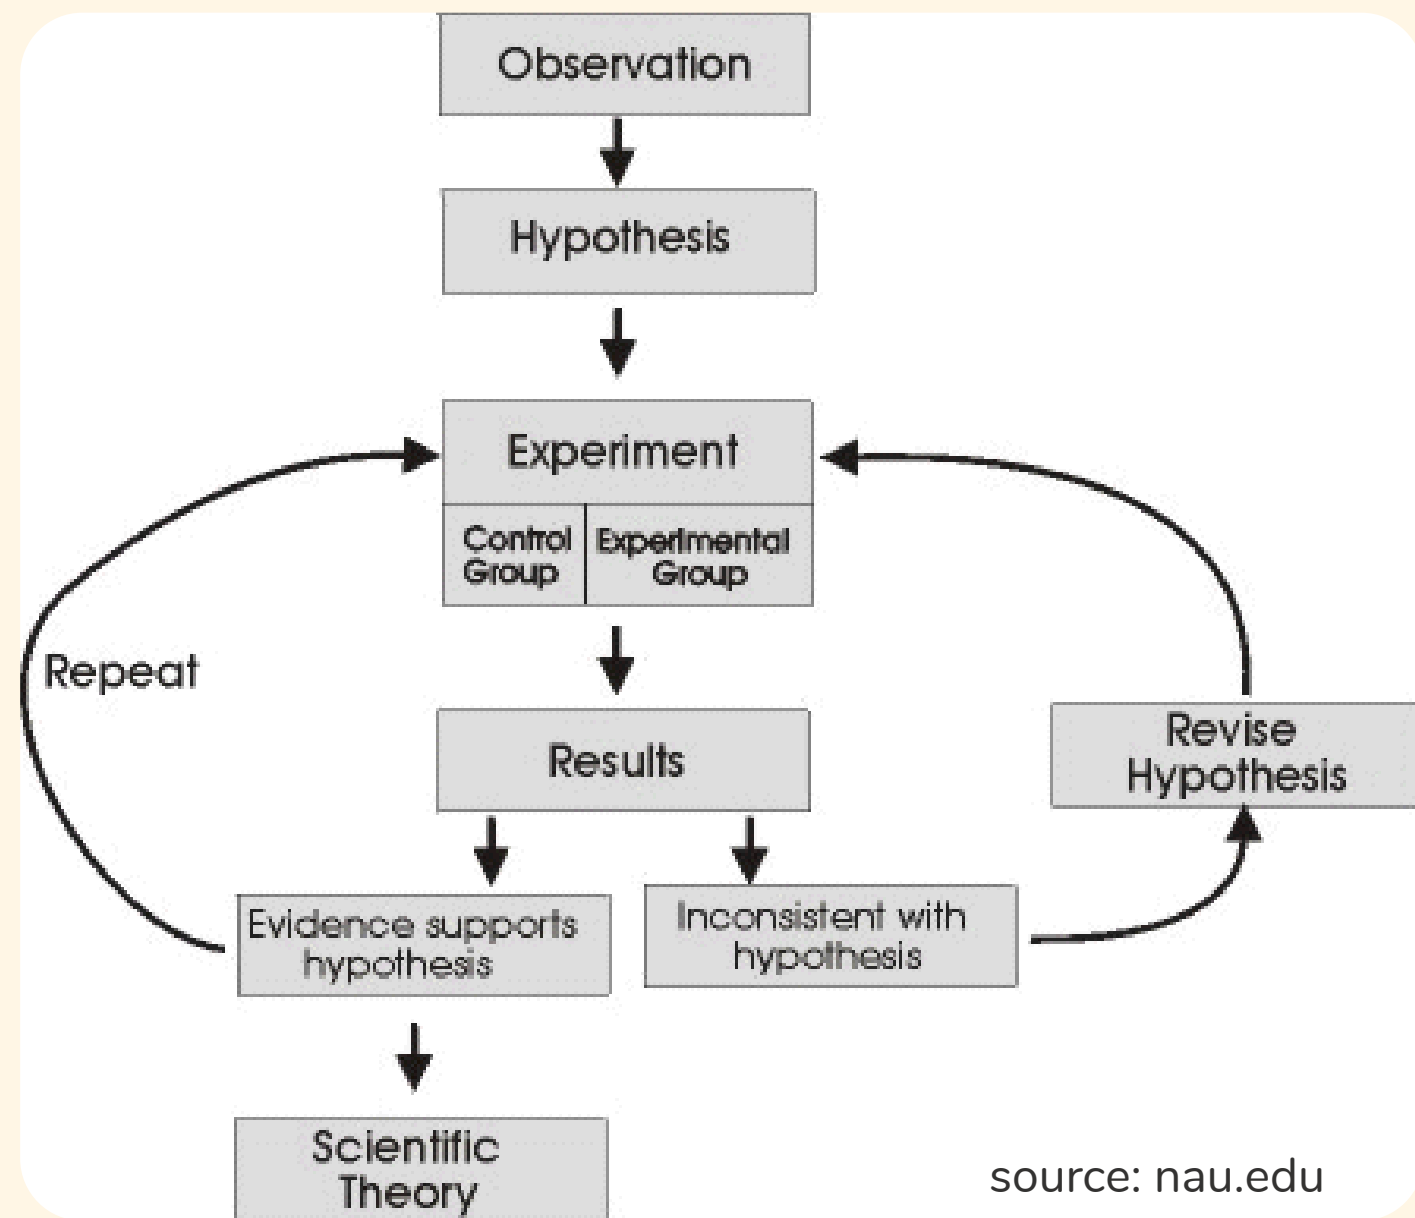 Observation
Hypothesis
Experiment
Control
Group
Experimental
Group
Repeat
Results
Revise
Hypothesis
Evidence supports
hypothesis
Inconsistent with
hypothesis
Scientific
Theory
source: nau.edu